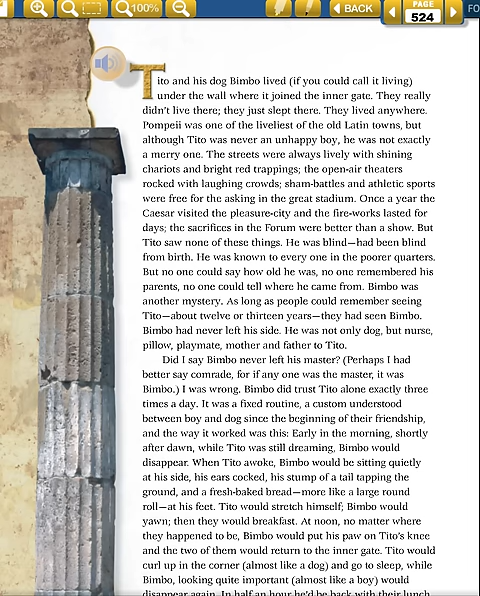 100%
BACK
PAGE
524
FO
Tito and his dog Bimbo lived (if you could call it living)
under the wall where it joined the inner gate. They really
didn't live there; they just slept there. They lived anywhere.
Pompeii was one of the liveliest of the old Latin towns, but
although Tito was never an unhappy boy, he was not exactly
a merry one. The streets were always lively with shining
chariots and bright red trappings; the open-air theaters
rocked with laughing crowds; sham-battles and athletic sports
were free for the asking in the great stadium. Once a year the
Caesar visited the pleasure-city and the fire-works lasted for
days; the sacrifices in the Forum were better than a show. But
Tito saw none of these things. He was blind—had been blind
from birth. He was known to every one in the poorer quarters.
But no one could say how old he was, no one remembered his
parents, no one could tell where he came from. Bimbo was
another mystery. As long as people could remember seeing
Tito—about twelve or thirteen years—they had seen Bimbo.
Bimbo had never left his side. He was not only dog, but nurse,
pillow, playmate, mother and father to Tito.
Did I say Bimbo never left his master? (Perhaps I had
better say comrade, for if any one was the master, it was
Bimbo.) I was wrong. Bimbo did trust Tito alone exactly three
times a day. It was a fixed routine, a custom understood
between boy and dog since the beginning of their friendship,
and the way it worked was this: Early in the morning, shortly
after dawn, while Tito was still dreaming, Bimbo would
disappear. When Tito awoke, Bimbo would be sitting quietly
at his side, his ears cocked, his stump of a tail tapping the
ground, and a fresh-baked bread—more like a large round
roll—at his feet. Tito would stretch himself; Bimbo would
yawn; then they would breakfast. At noon, no matter where
they happened to be, Bimbo would put his paw on Tito's knee
and the two of them would return to the inner gate. Tito would
curl up in the corner (almost like a dog) and go to sleep, while
Bimbo, looking quite important (almost like a boy) would
disappear again. In half an hour he'd be back with their lunch